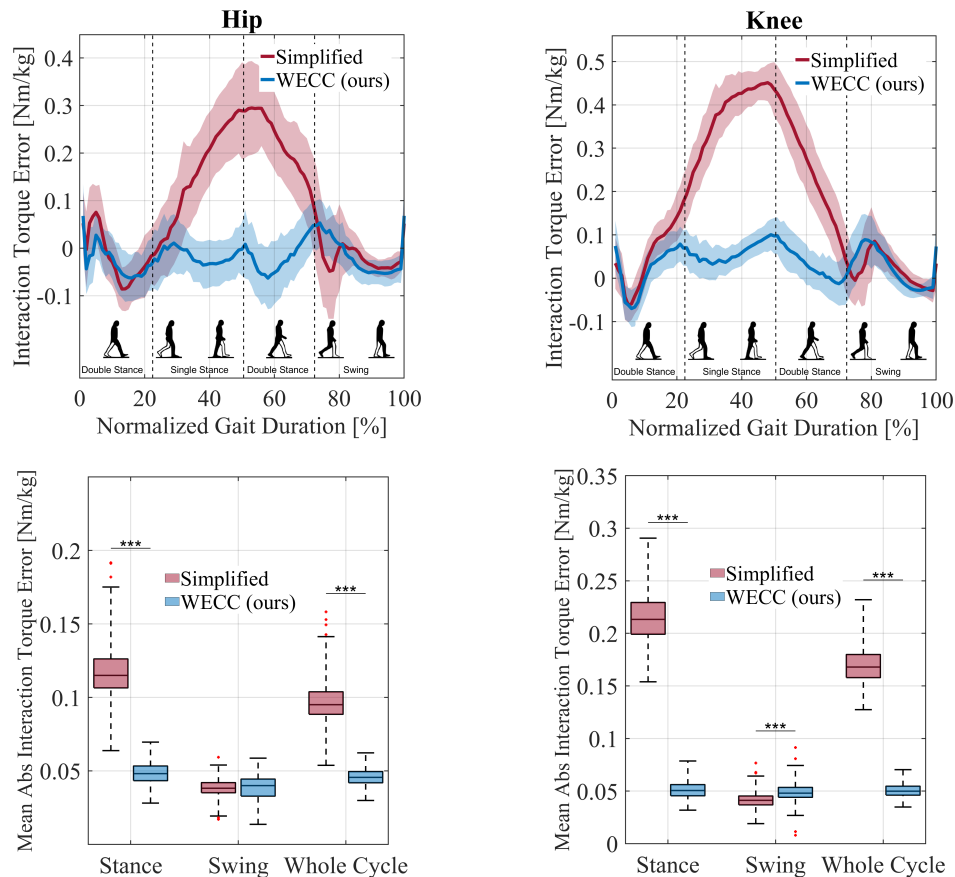 Hip
Interaction Torque Error [Nm/kg]
0.4
0.3
0.2
0.1
0
-0.1
Simplified
WECC (ours)
Double Stance
Single Stance
Double Stance
Swing
0
20
40
60
80
100
Normalized Gait Duration [%]
Knee
Interaction Torque Error [Nm/kg]
0.5
0.4
0.3
0.2
0.1
0
-0.1
Simplified
WECC (ours)
Double Stance
Single Stance
Double Stance
Swing
0
20
40
60
80
100
Normalized Gait Duration [%]
Mean Abs Interaction Torque Error [Nm/kg]
0.2
0.15
0.1
0.05
***
***
Simplified
WECC (ours)
Stance
Swing
Whole Cycle
Mean Abs Interaction Torque Error [Nm/kg]
0.35
0.3
0.25
0.2
0.15
0.1
0.05
0
***
***
***
Simplified
WECC (ours)
Stance
Swing
Whole Cycle